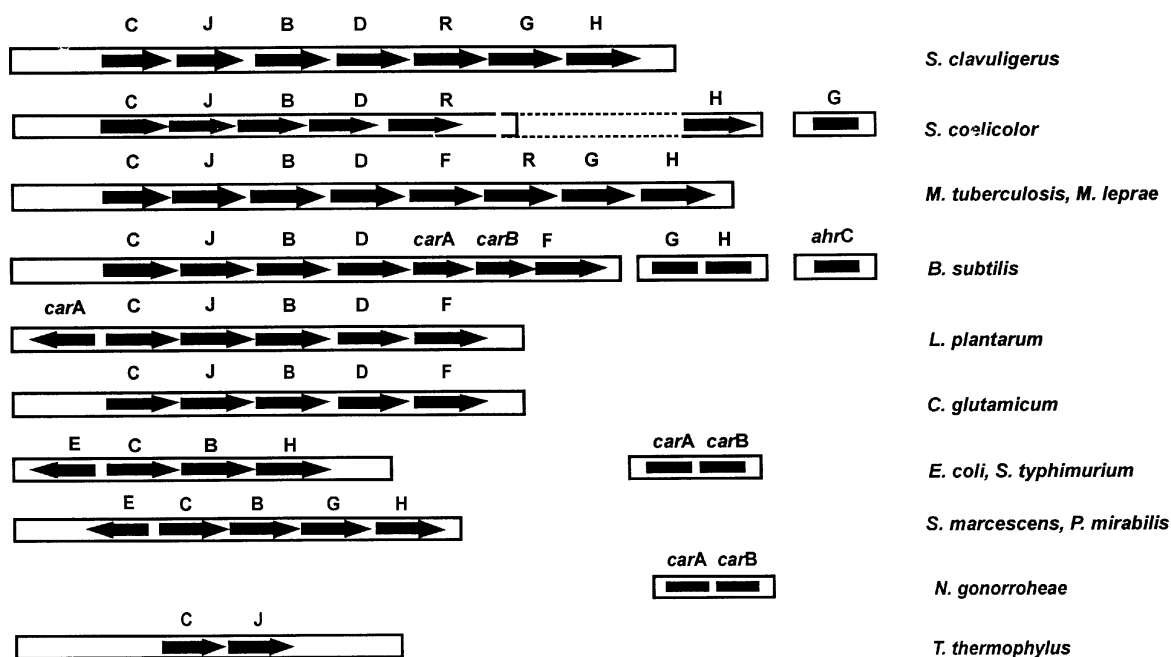 C J B D R G H
S. clavuligerus
C J B D R H G
S. coelicolor
C J B D F R G H
M. tuberculosis, M. leprae
C J B D carA carB F G H ahrC
B. subtilis
carA C J B D F
L. plantarum
C J B D F
C. glutamicum
E C B H carA carB
E. coli, S. typhimurium
E C B G H
S. marcescens, P. mirabilis
carA carB
N. gonorroheae
C J
T. thermophylus